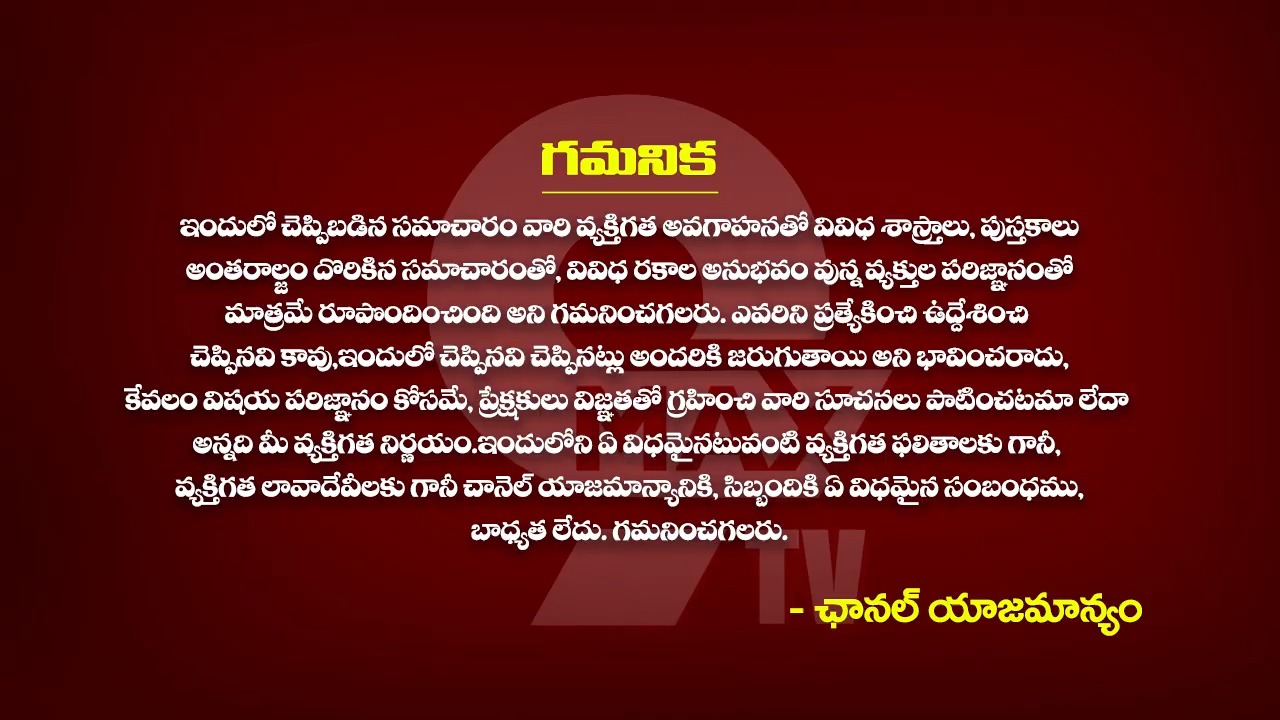 గమనిక
ఇందులో చెప్పిబడిన సమాచారం వారి వ్యక్తిగత అవగాహనతో వివిధ శాస్త్రాలు, పుస్తకాలు
అంతరాల్జం దొరికిన సమాచారంతో, వివిధ రకాల అనుభవం వున్న వ్యక్తుల పరిజ్ఞానంతో
మాత్రమే రూపొందించింది అని గమనించగలరు. ఎవరిని ప్రత్యేకించి ఉద్దేశించి
చెప్పినవి కావు,ఇందులో చెప్పినవి చెప్పినట్లు అందరికి జరుగుతాయి అని భావించరాదు,
కేవలం విషయ పరిజ్ఞానం కోసమే, ప్రేక్షకులు విజ్ఞతతో గ్రహించి వారి సూచనలు పాటించటమా లేదా
అన్నది మీ వ్యక్తిగత నిర్ణయం.ఇందులోని ఏ విధమైనటువంటి వ్యక్తిగత ఫలితాలకు గానీ,
వ్యక్తిగత లావాదేవీలకు గానీ చానెల్ యాజమాన్యానికి, సిబ్బందికి ఏ విధమైన సంబంధము,
బాధ్యత లేదు. గమనించగలరు.
- ఛానల్ యాజమాన్యం
9
MAX
TV